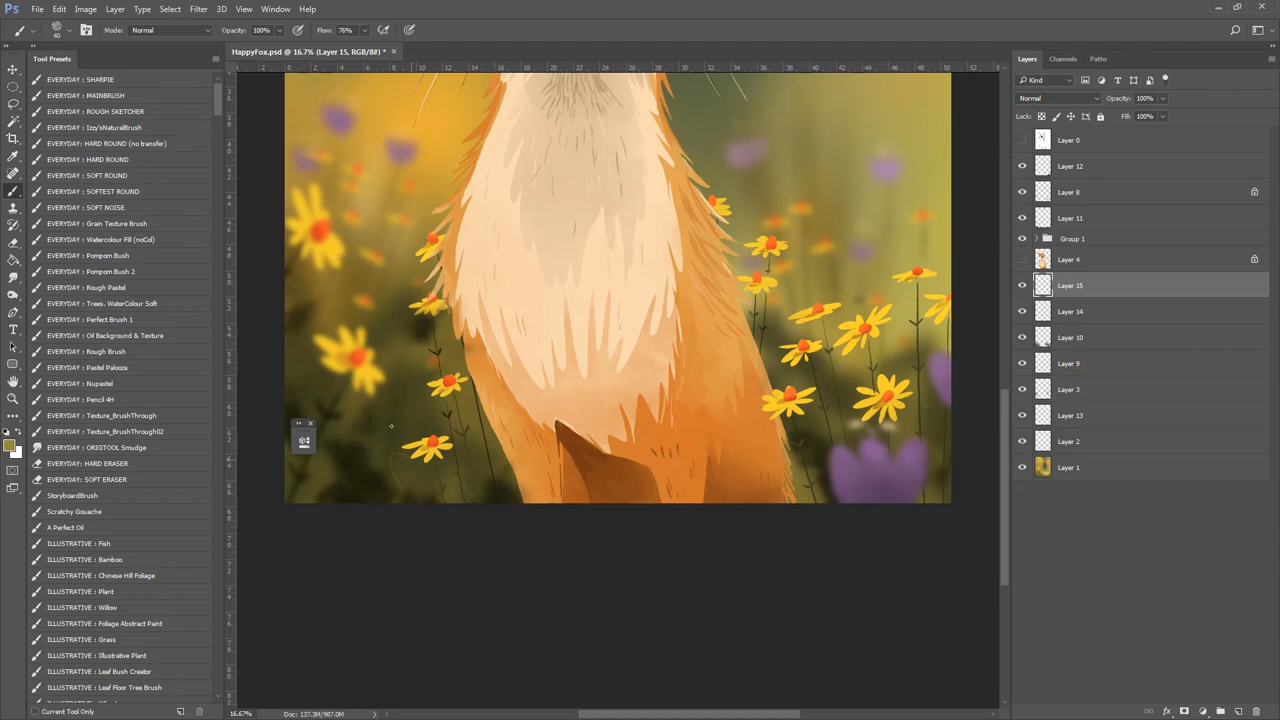 Ps File Edit Image Layer Type Select Filter 3D View Window Help
40 Mode: Normal Opacity: 100% Flow: 76%
Tool Presets
HappyFox.psd @ 16.7% (Layer 15, RGB/8#) *
EVERYDAY : SHARPIE
EVERYDAY : MAINBRUSH
EVERYDAY : ROUGH SKETCHER
EVERYDAY : Izzy'sNaturalBrush
EVERYDAY: HARD ROUND (no transfer)
EVERYDAY : HARD ROUND
EVERYDAY : SOFT ROUND
EVERYDAY : SOFTEST ROUND
EVERYDAY : SOFT NOISE
EVERYDAY : Grain Texture Brush
EVERYDAY : Watercolour Fill (noCol)
EVERYDAY : Pompom Bush
EVERYDAY : Pompom Bush 2
EVERYDAY : Rough Pastel
EVERYDAY : Trees. WaterColour Soft
EVERYDAY : Perfect Brush 1
EVERYDAY : Oil Background & Texture
EVERYDAY : Rough Brush
EVERYDAY : Pastel Palooza
EVERYDAY : Nupastel
EVERYDAY : Pencil 4H
EVERYDAY : Texture_BrushThrough
EVERYDAY : Texture_BrushThrough02
EVERYDAY : ORIGTOOL Smudge
EVERYDAY: HARD ERASER
EVERYDAY : SOFT ERASER
StoryboardBrush
Scratchy Gouache
A Perfect Oil
ILLUSTRATIVE : Fish
ILLUSTRATIVE : Bamboo
ILLUSTRATIVE : Chinese Hill Foliage
ILLUSTRATIVE : Plant
ILLUSTRATIVE : Willow
ILLUSTRATIVE : Foliage Abstract Paint
ILLUSTRATIVE : Grass
ILLUSTRATIVE : Illustrative Plant
ILLUSTRATIVE : Leaf Bush Creator
ILLUSTRATIVE : Leaf Floor Tree Brush
Current Tool Only
16.67% Doc: 137.3M/987.0M
Layers Channels Paths
Kind
Normal Opacity: 100%
Lock: Fill: 100%
Layer 0
Layer 12
Layer 8
Layer 11
Group 1
Layer 4
Layer 15
Layer 14
Layer 10
Layer 9
Layer 3
Layer 13
Layer 2
Layer 1